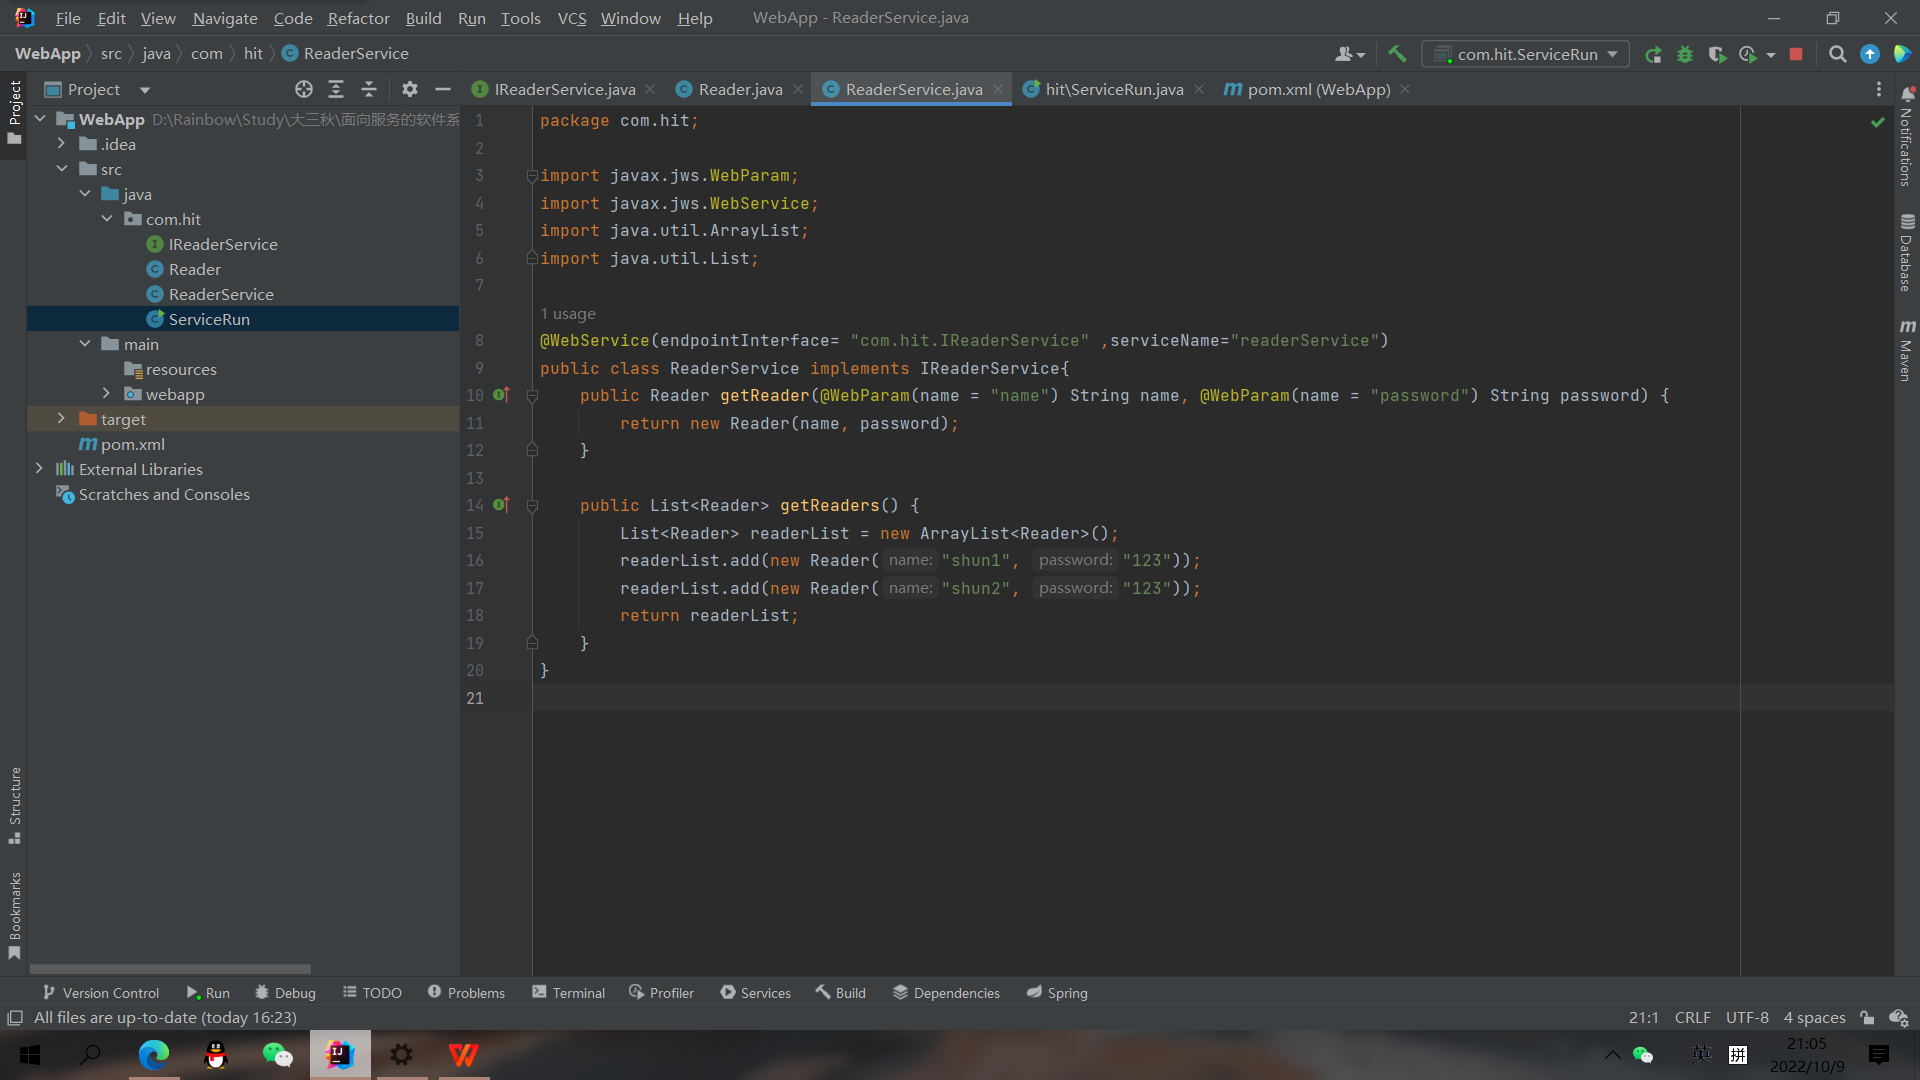 File Edit View Navigate Code Refactor Build Run Tools VCS Window Help WebApp - ReaderService.java
WebApp src java com hit ReaderService com.hit.ServiceRun
Project
IReaderService.java Reader.java ReaderService.java hit\ServiceRun.java pom.xml (WebApp)
Project
WebApp D:\Rainbow\Study\大三秋\面向服务的软件系
.idea
src
java
com.hit
IReaderService
Reader
ReaderService
ServiceRun
main
resources
webapp
target
pom.xml
External Libraries
Scratches and Consoles
Structure
Bookmarks
1 package com.hit;
2
3 import javax.jws.WebParam;
4 import javax.jws.WebService;
5 import java.util.ArrayList;
6 import java.util.List;
7
1 usage
8 @WebService(endpointInterface= "com.hit.IReaderService" ,serviceName="readerService")
9 public class ReaderService implements IReaderService{
10 public Reader getReader(@WebParam(name = "name") String name, @WebParam(name = "password") String password) {
11 return new Reader(name, password);
12 }
13
14 public List<Reader> getReaders() {
15 List<Reader> readerList = new ArrayList<Reader>();
16 readerList.add(new Reader( name: "shun1", password: "123"));
17 readerList.add(new Reader( name: "shun2", password: "123"));
18 return readerList;
19 }
20 }
21
Notifications
Database
Maven
Version Control Run Debug TODO Problems Terminal Profiler Services Build Dependencies Spring
All files are up-to-date (today 16:23) 21:1 CRLF UTF-8 4 spaces
英 拼 21:05
2022/10/9